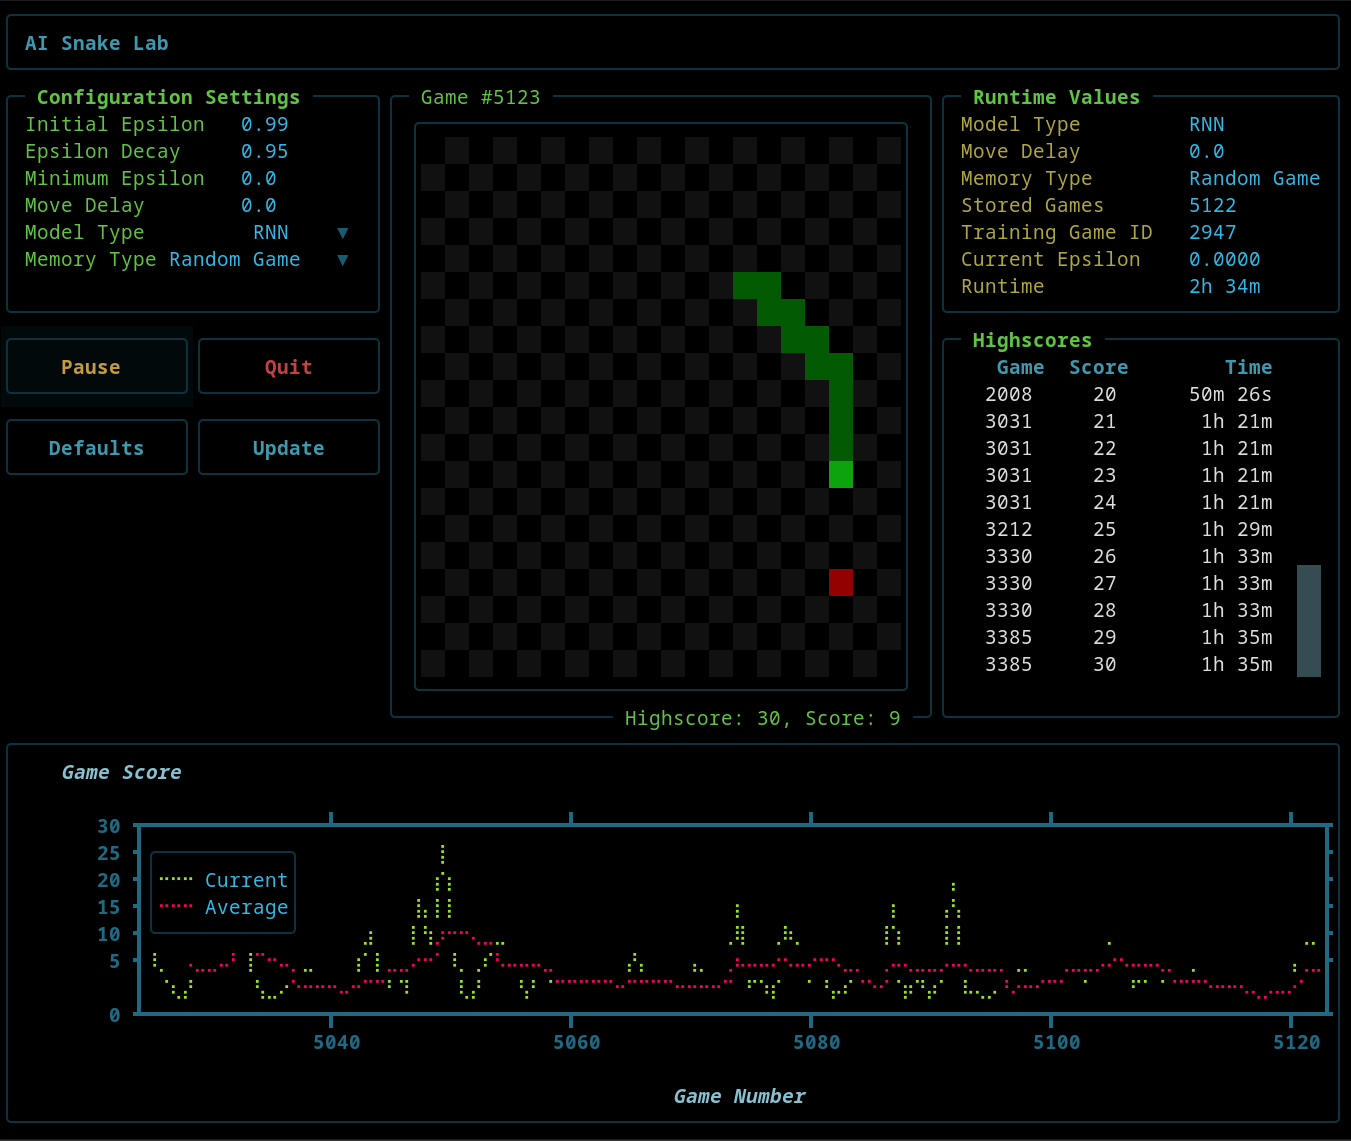 AI Snake Lab
Configuration Settings
Initial Epsilon 0.99
Epsilon Decay 0.95
Minimum Epsilon 0.0
Move Delay 0.0
Model Type RNN ▼
Memory Type Random Game ▼
Pause Quit
Defaults Update
Game #5123
Highscore: 30, Score: 9
Runtime Values
Model Type RNN
Move Delay 0.0
Memory Type Random Game
Stored Games 5122
Training Game ID 2947
Current Epsilon 0.0000
Runtime 2h 34m
Highscores
Game Score Time
2008 20 50m 26s
3031 21 1h 21m
3031 22 1h 21m
3031 23 1h 21m
3031 24 1h 21m
3212 25 1h 29m
3330 26 1h 33m
3330 27 1h 33m
3330 28 1h 33m
3385 29 1h 35m
3385 30 1h 35m
Game Score
30
25
20
15
10
5
0
Current
Average
5040 5060 5080 5100 5120
Game Number